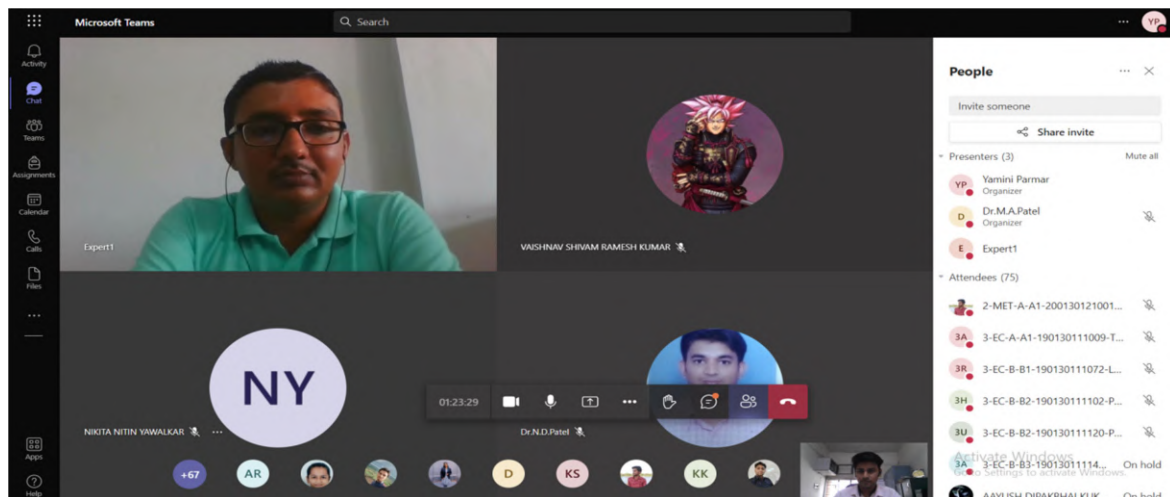 Microsoft Teams
Search
YP
Activity
Chat
Teams
Assignments
Calendar
Calls
Files
Apps
Help
Expert1
VAISHNAV SHIVAM RAMESH KUMAR
NY
NIKITA NITIN YAWALKAR
Dr.N.D.Patel
01:23:29
+67
AR
D
KS
KK
People
Invite someone
Share invite
Presenters (3) Mute all
YP Yamini Parmar
Organizer
D Dr.M.A.Patel
Organizer
E Expert1
Attendees (75)
2-MET-A-A1-200130121001...
3A 3-EC-A-A1-190130111009-T...
3R 3-EC-B-B1-190130111072-L...
3H 3-EC-B-B2-190130111102-P...
3U 3-EC-B-B2-190130111120-P...
Activate Windows
3A 3-EC-B-B3-19013011114... On hold
Go to Settings to activate Windows.
AAYUSH DIPAKBHAI KUK... On hold